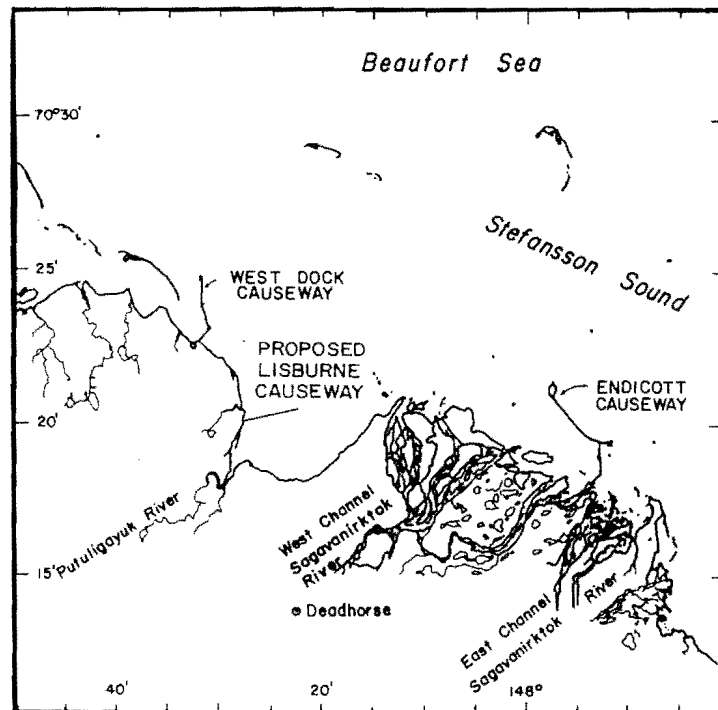 Beaufort Sea
70°30'
Stefansson Sound
25'
WEST DOCK
CAUSEWAY
PROPOSED
LISBURNE
CAUSEWAY
ENDICOTT
CAUSEWAY
20'
Putuligayuk River
West Channel
Sagavanirktok
River
15'
Deadhorse
East Channel
Sagavanirktok River
40'
20'
148°